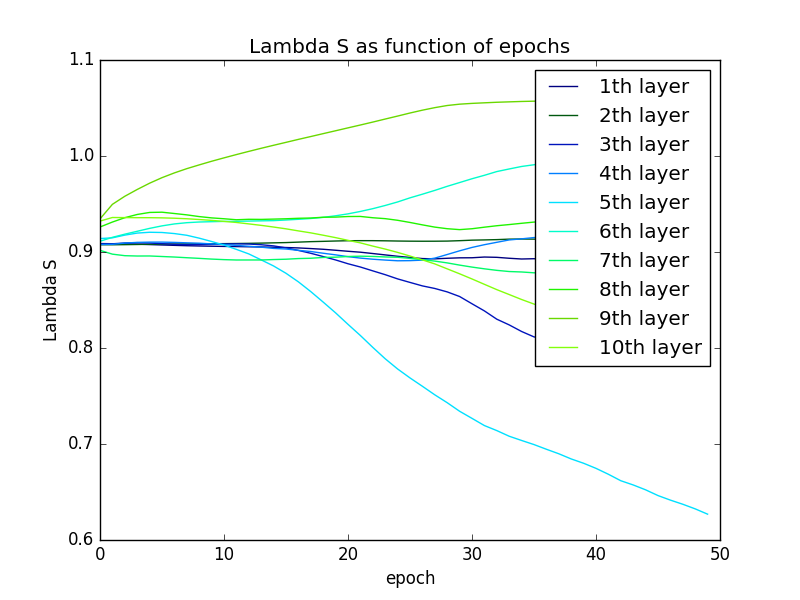 Lambda S as function of epochs
1.1
1.0
0.9
0.8
0.7
0.6
Lambda S
0
10
20
30
40
50
epoch
1th layer
2th layer
3th layer
4th layer
5th layer
6th layer
7th layer
8th layer
9th layer
10th layer